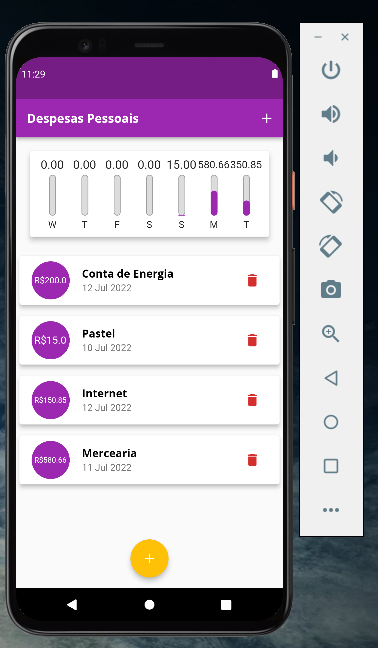 11:29
Despesas Pessoais
0.00 0.00 0.00 0.00 15.00 580.66 350.85
W T F S S M T
R$200.0
Conta de Energia
12 Jul 2022
R$15.0
Pastel
10 Jul 2022
R$150.85
Internet
12 Jul 2022
R$580.66
Mercearia
11 Jul 2022